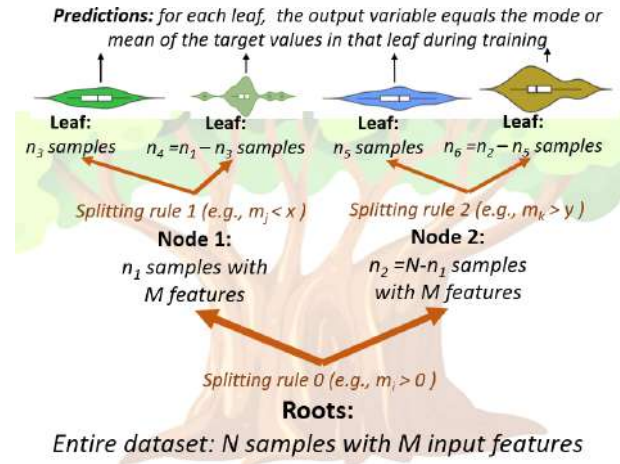 Predictions: for each leaf, the output variable equals the mode or
mean of the target values in that leaf during training
Leaf: Leaf: Leaf: Leaf:
n₃ samples n₄ =n₁ – n₃ samples n₅ samples n₆ =n₂ – n₅ samples
Splitting rule 1 (e.g., mⱼ < x ) Splitting rule 2 (e.g., mₖ > y )
Node 1: Node 2:
n₁ samples with n₂ =N-n₁ samples
M features with M features
Splitting rule 0 (e.g., mᵢ > 0 )
Roots:
Entire dataset: N samples with M input features